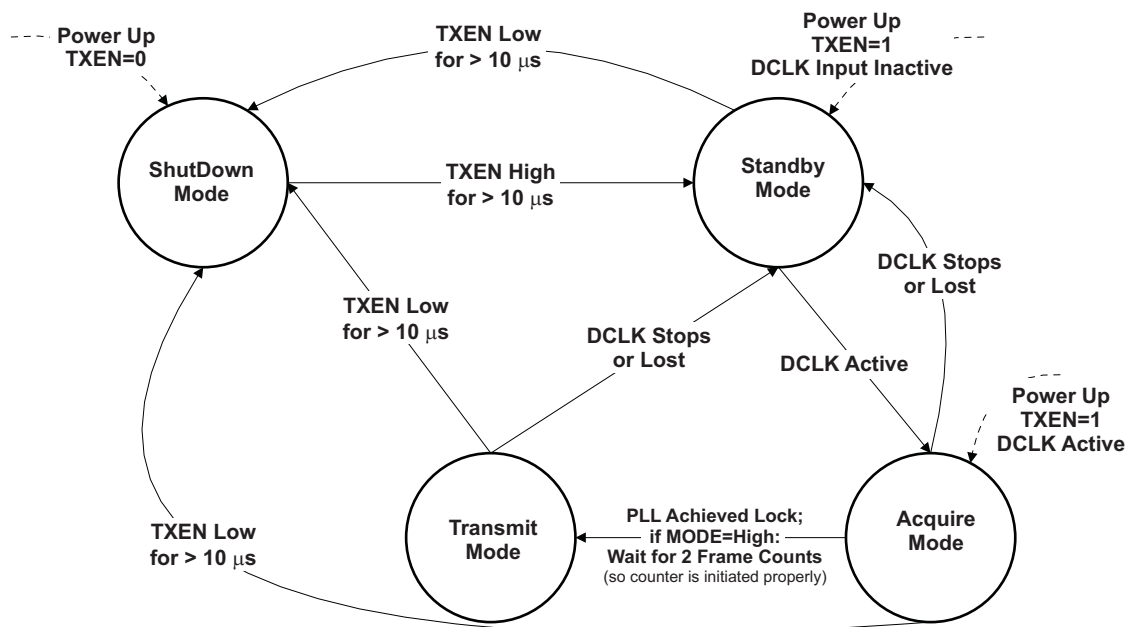 Power Up
TXEN=0
TXEN Low
for > 10 μs
Power Up
TXEN=1
DCLK Input Inactive
ShutDown
Mode
TXEN High
for > 10 μs
Standby
Mode
TXEN Low
for > 10 μs
DCLK Stops
or Lost
DCLK Stops
or Lost
DCLK Active
Power Up
TXEN=1
DCLK Active
TXEN Low
for > 10 μs
Transmit
Mode
PLL Achieved Lock;
if MODE=High:
Wait for 2 Frame Counts
(so counter is initiated properly)
Acquire
Mode